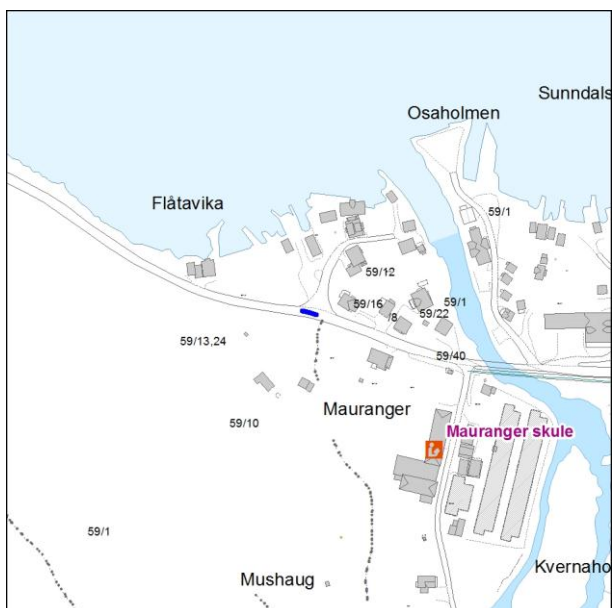 Sunndals
Osaholmen
Flåtavika
59/1
59/12
59/16
59/1
/8
59/22
59/13,24
59/40
Mauranger
59/10
Mauranger skule
59/1
Kvernaho
Mushaug